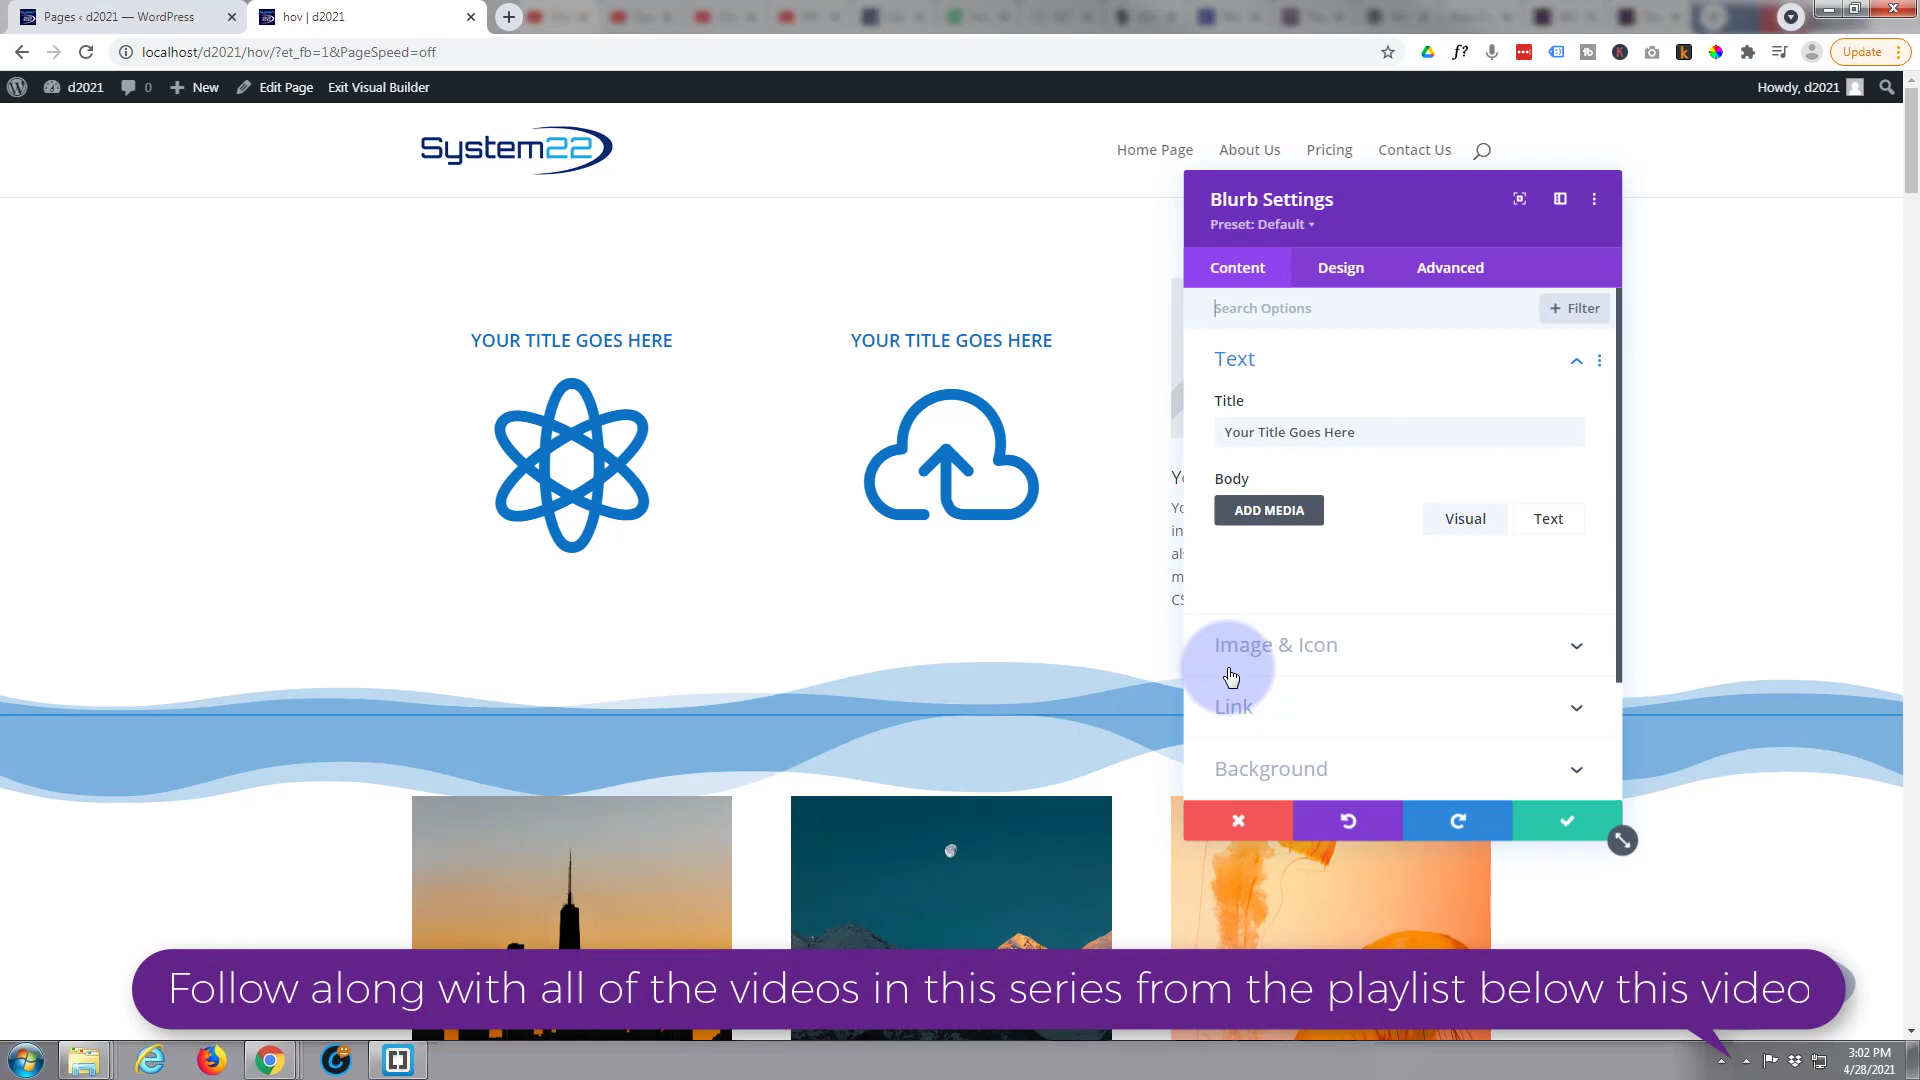 Pages ‹ d2021 — WordPress
hov | d2021
localhost/d2021/hov/?et_fb=1&PageSpeed=off
Update
d2021
0
New
Edit Page
Exit Visual Builder
Howdy, d2021
System22
Home Page
About Us
Pricing
Contact Us
Blurb Settings
Preset: Default
Content
Design
Advanced
Search Options
+ Filter
YOUR TITLE GOES HERE
YOUR TITLE GOES HERE
Text
Title
Your Title Goes Here
Body
ADD MEDIA
Visual
Text
Image & Icon
Link
Background
Follow along with all of the videos in this series from the playlist below this video
3:02 PM
4/28/2021